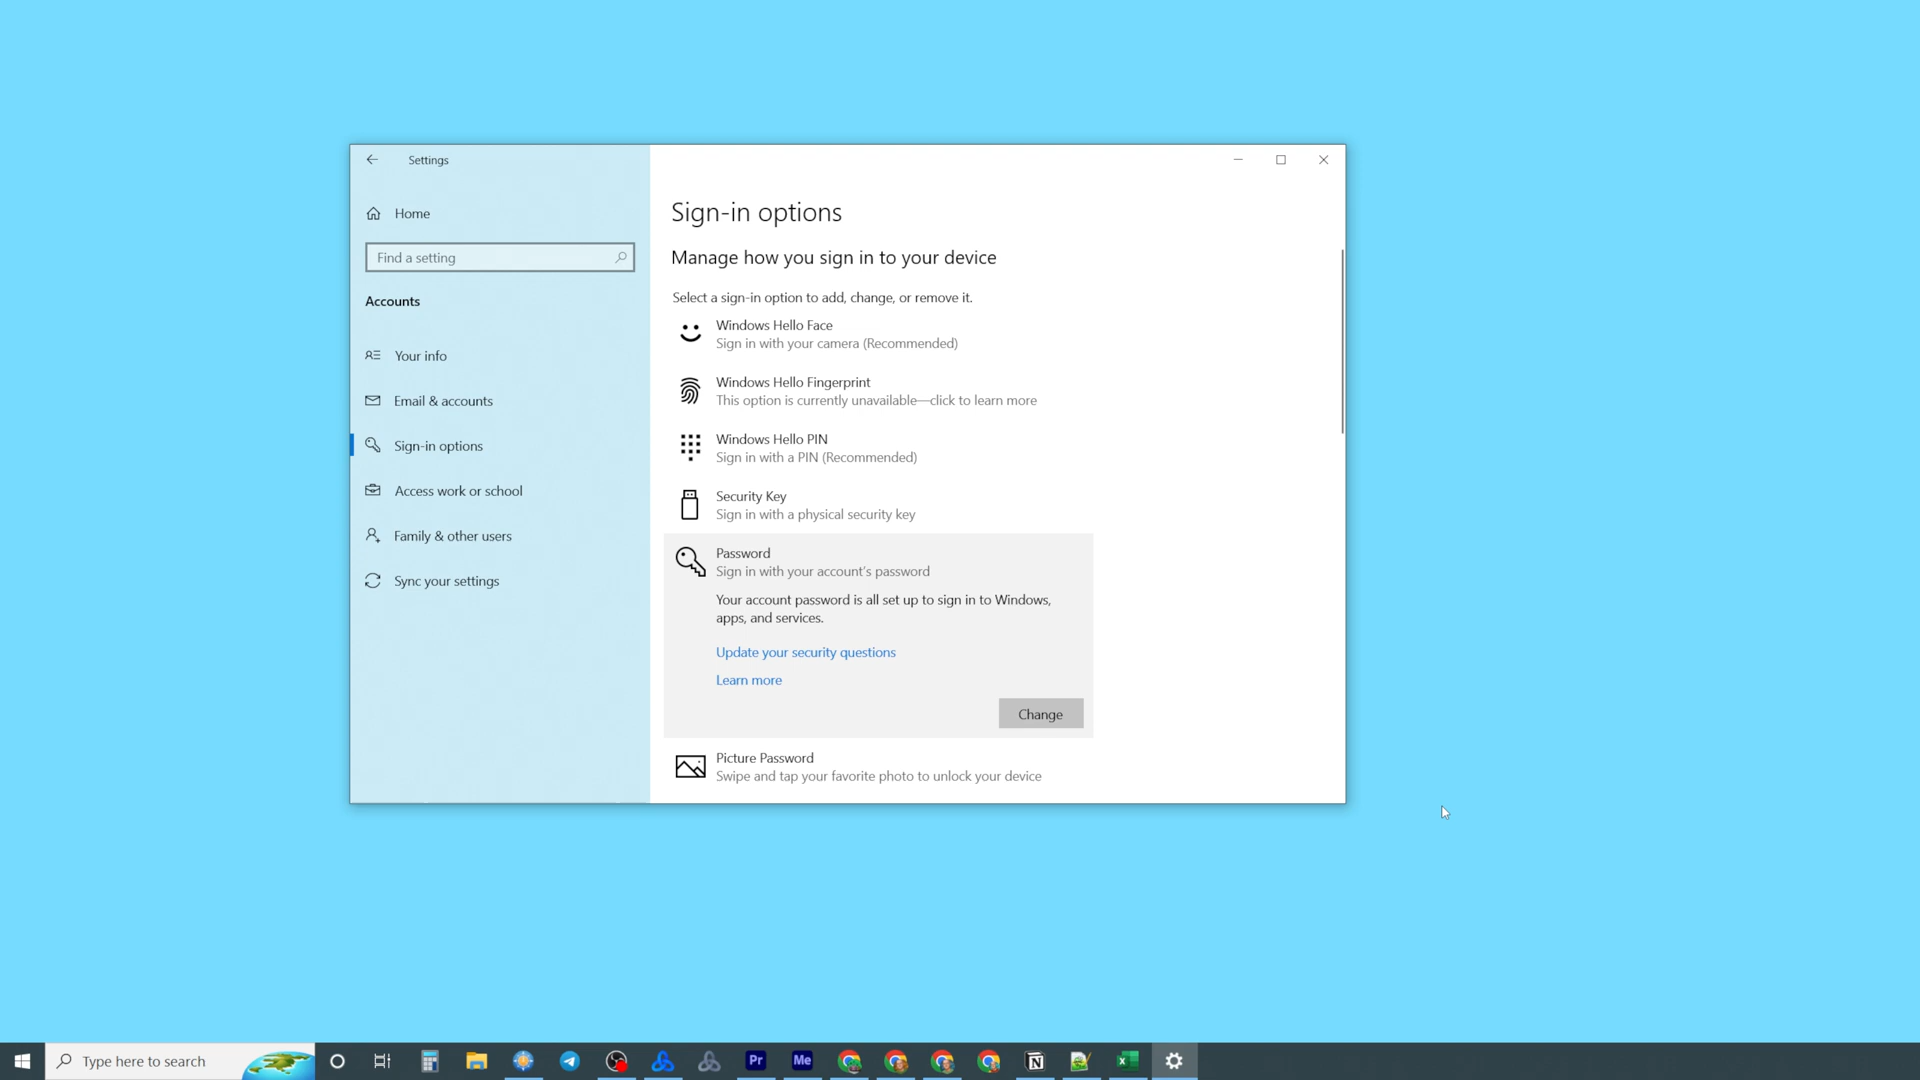 Settings
Home
Find a setting
Accounts
Your info
Email & accounts
Sign-in options
Access work or school
Family & other users
Sync your settings
Sign-in options
Manage how you sign in to your device
Select a sign-in option to add, change, or remove it.
Windows Hello Face
Sign in with your camera (Recommended)
Windows Hello Fingerprint
This option is currently unavailable—click to learn more
Windows Hello PIN
Sign in with a PIN (Recommended)
Security Key
Sign in with a physical security key
Password
Sign in with your account's password
Your account password is all set up to sign in to Windows,
apps, and services.
Update your security questions
Learn more
Change
Picture Password
Swipe and tap your favorite photo to unlock your device
Type here to search
Pr
Me